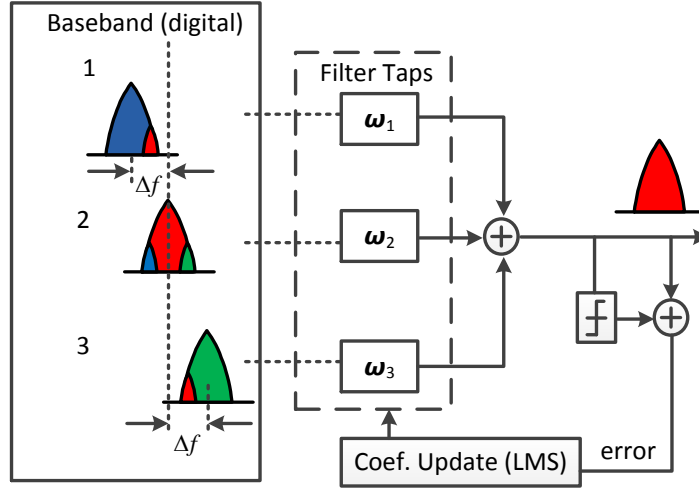 Baseband (digital)
1
Δf
2
3
Δf
Filter Taps
ω1
ω2
ω3
Coef. Update (LMS)
error